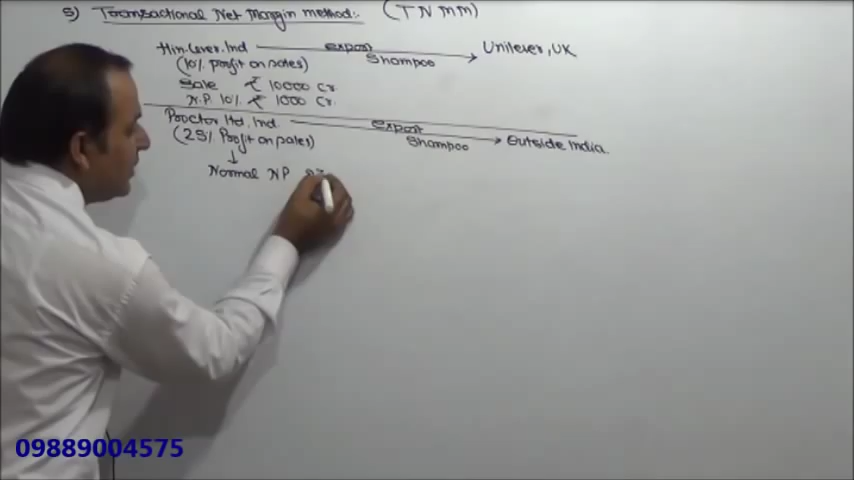 5) Transactional Net Margin method:- (TNMM)
Hin. Lever. Ind export Shampoo Unilever, UK
(10% profit on sales)
Sale ₹ 10000 Cr.
N.P. 10% ₹ 1000 Cr.
Procter Ltd. Ind. export Shampoo Outside India.
(25% Profit on sales)
Normal NP
09889004575